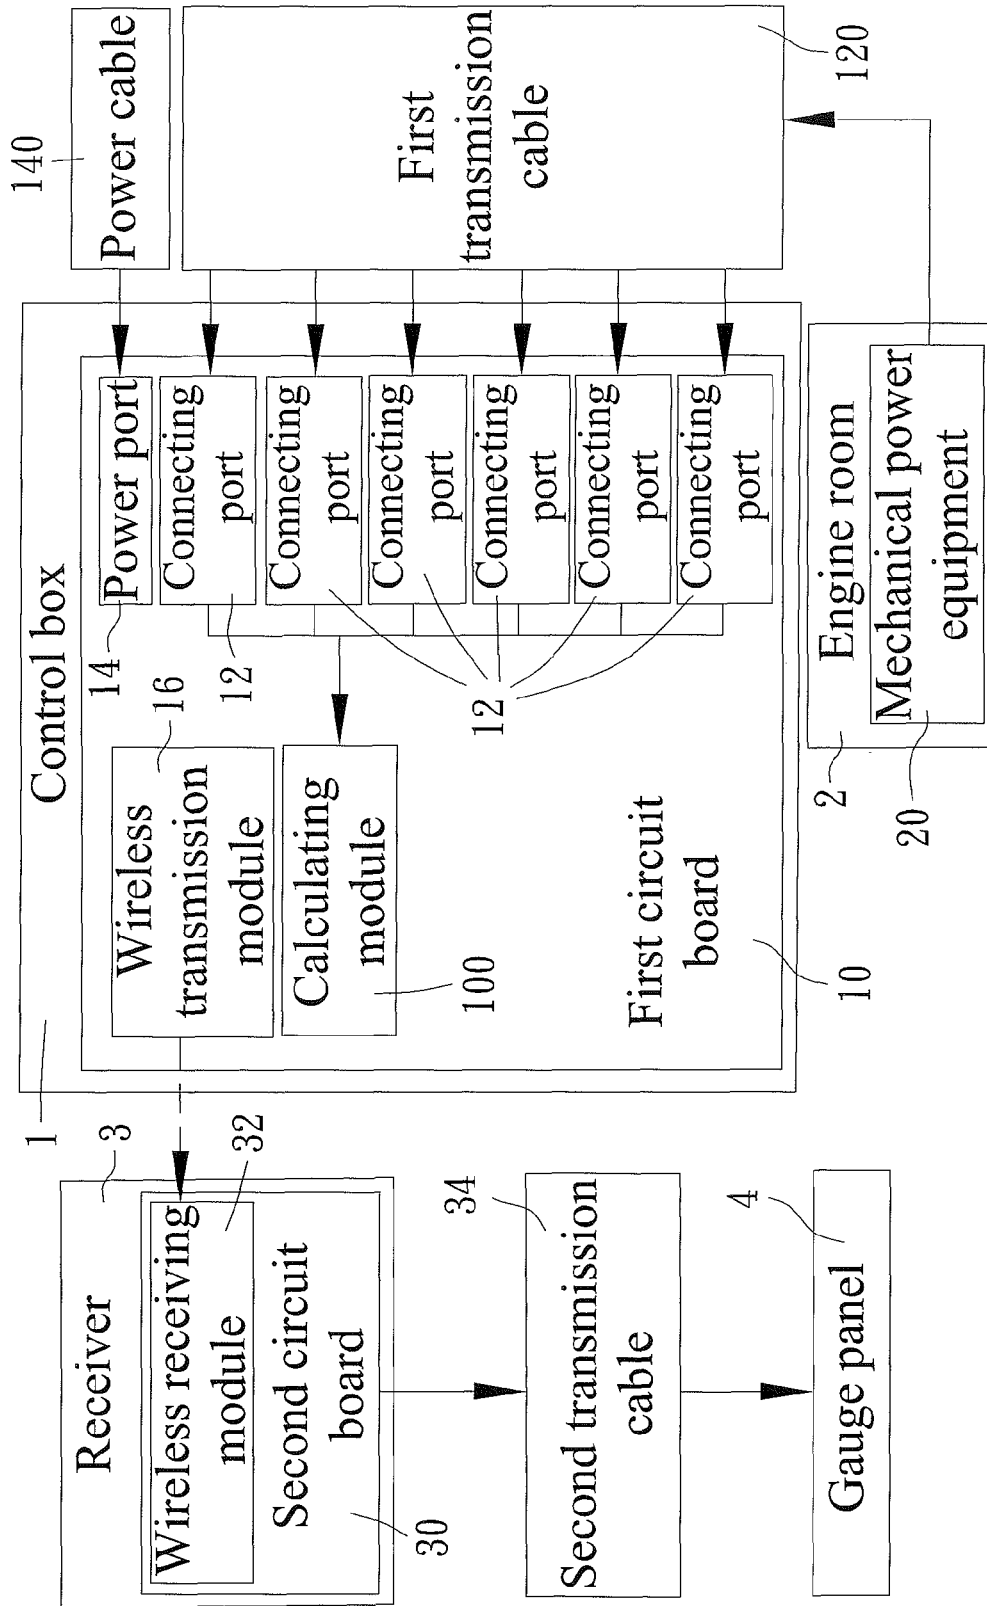 Receiver
3
Wireless receiving
module
32
Second circuit
board
30
Second transmission
cable
34
Gauge panel
4
1
Control box
Wireless
transmission
module
16
Calculating
module
100
First circuit
board
10
14
Power port
Connecting
port
12
Connecting
port
Connecting
port
Connecting
port
Connecting
port
Connecting
port
12
140
Power cable
First
transmission
cable
120
Engine room
2
Mechanical power
equipment
20